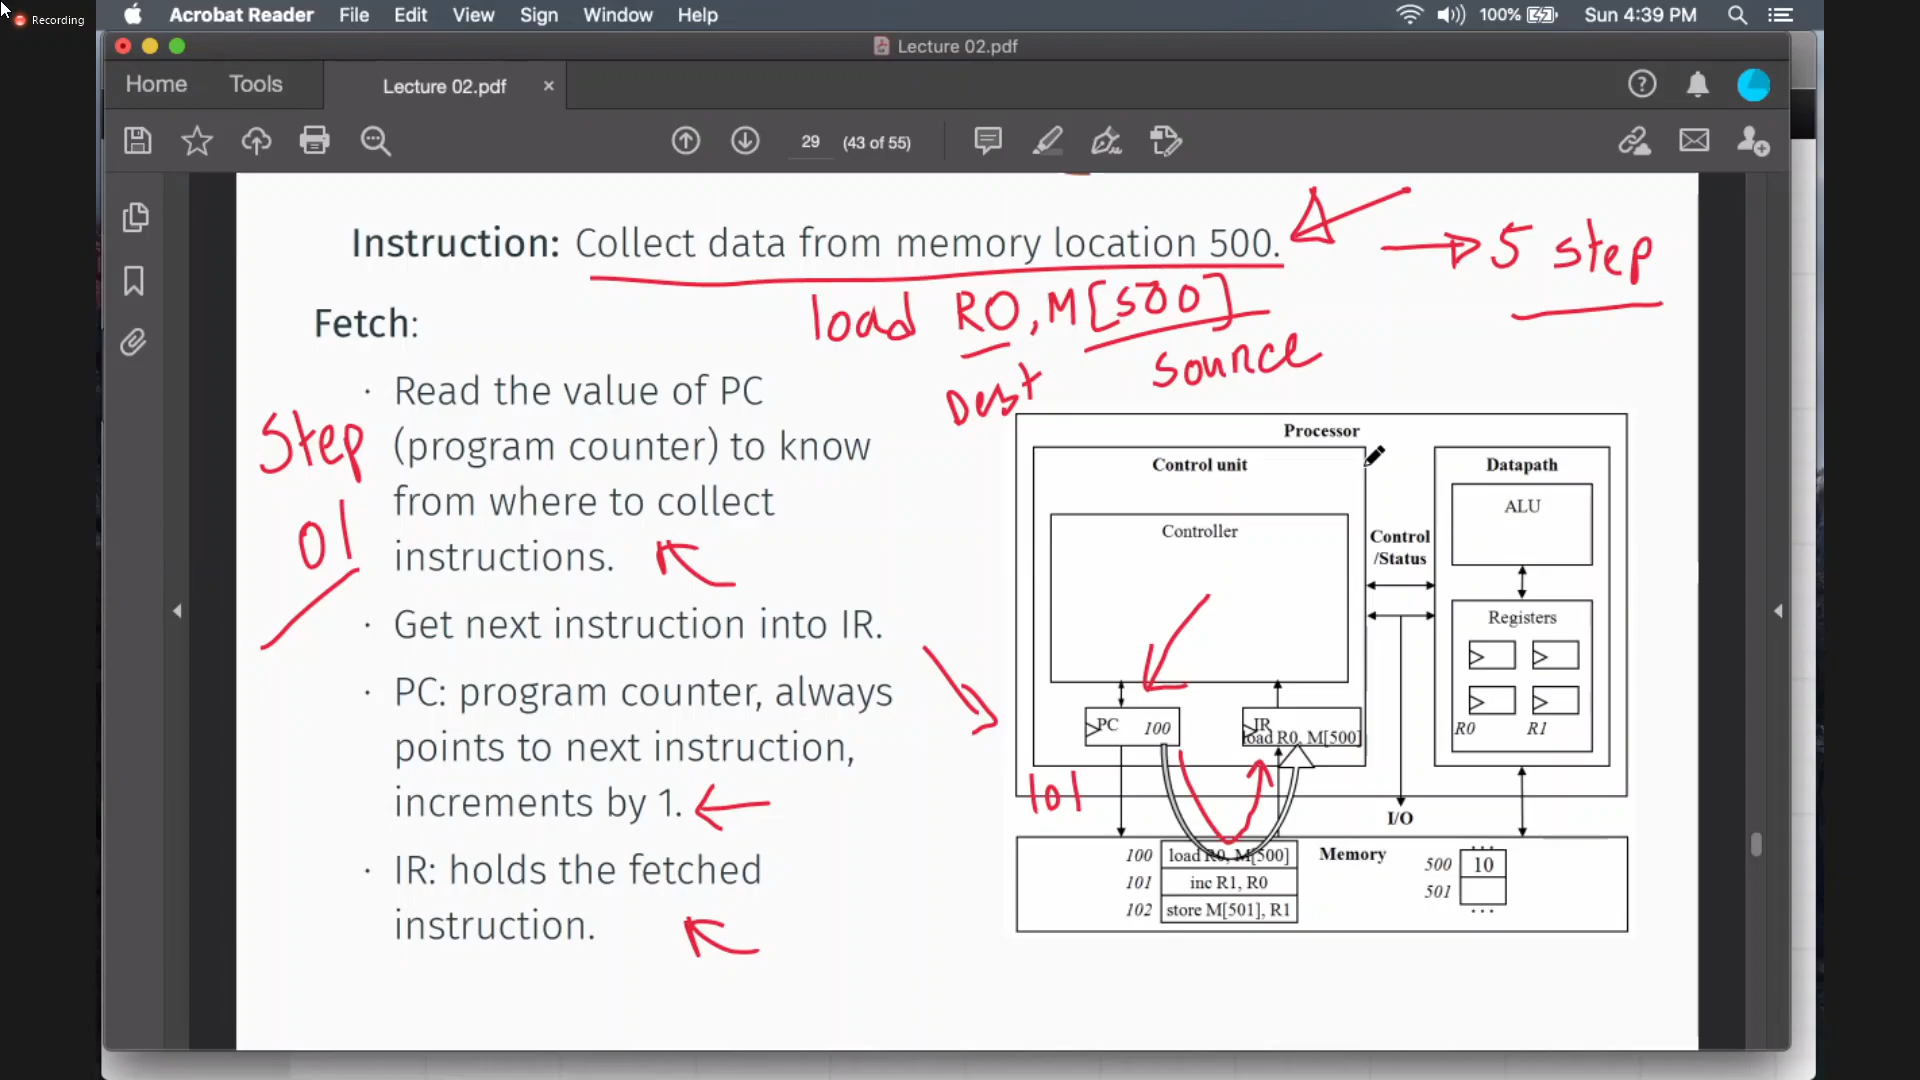 Recording
Acrobat Reader File Edit View Sign Window Help 100% Sun 4:39 PM
Lecture 02.pdf
Home Tools Lecture 02.pdf ×
29 (43 of 55)
Instruction: Collect data from memory location 500.
5 step
load R0, M[500]
Dest source
Fetch:
· Read the value of PC
(program counter) to know
from where to collect
instructions.
Step
01
· Get next instruction into IR.
· PC: program counter, always
points to next instruction,
increments by 1.
· IR: holds the fetched
instruction.
Processor
Control unit
Datapath
Controller
ALU
Control
/Status
Registers
PC 100
IR
load R0, M[500]
R0 R1
101
I/O
Memory
100 load R0, M[500]
101 inc R1, R0
102 store M[501], R1
...
500 10
501
...